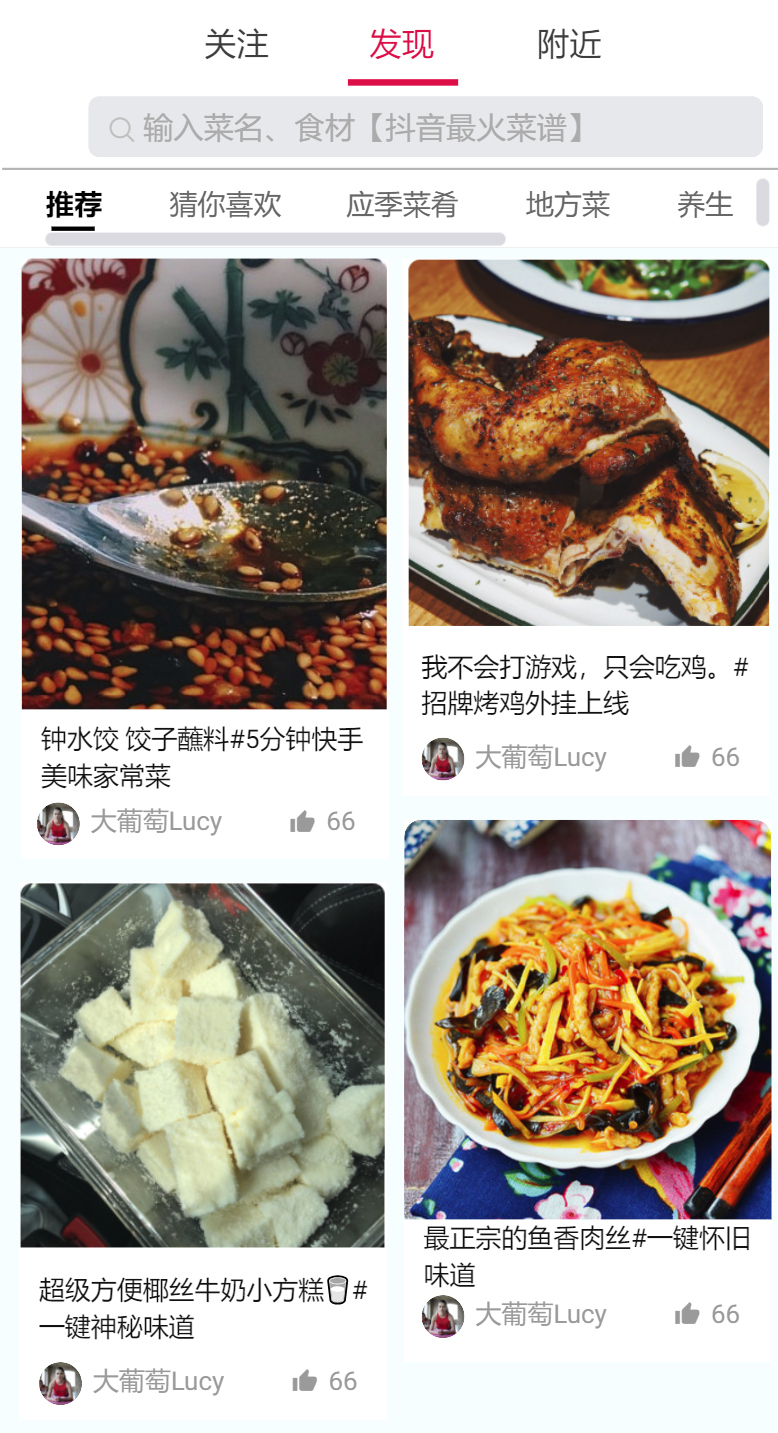 关注 发现 附近
输入菜名、食材【抖音最火菜谱】
推荐 猜你喜欢 应季菜肴 地方菜 养生
钟水饺 饺子蘸料#5分钟快手
美味家常菜
大葡萄Lucy 66
我不会打游戏，只会吃鸡。#
招牌烤鸡外挂上线
大葡萄Lucy 66
超级方便椰丝牛奶小方糕🥛#
一键神秘味道
大葡萄Lucy 66
最正宗的鱼香肉丝#一键怀旧
味道
大葡萄Lucy 66